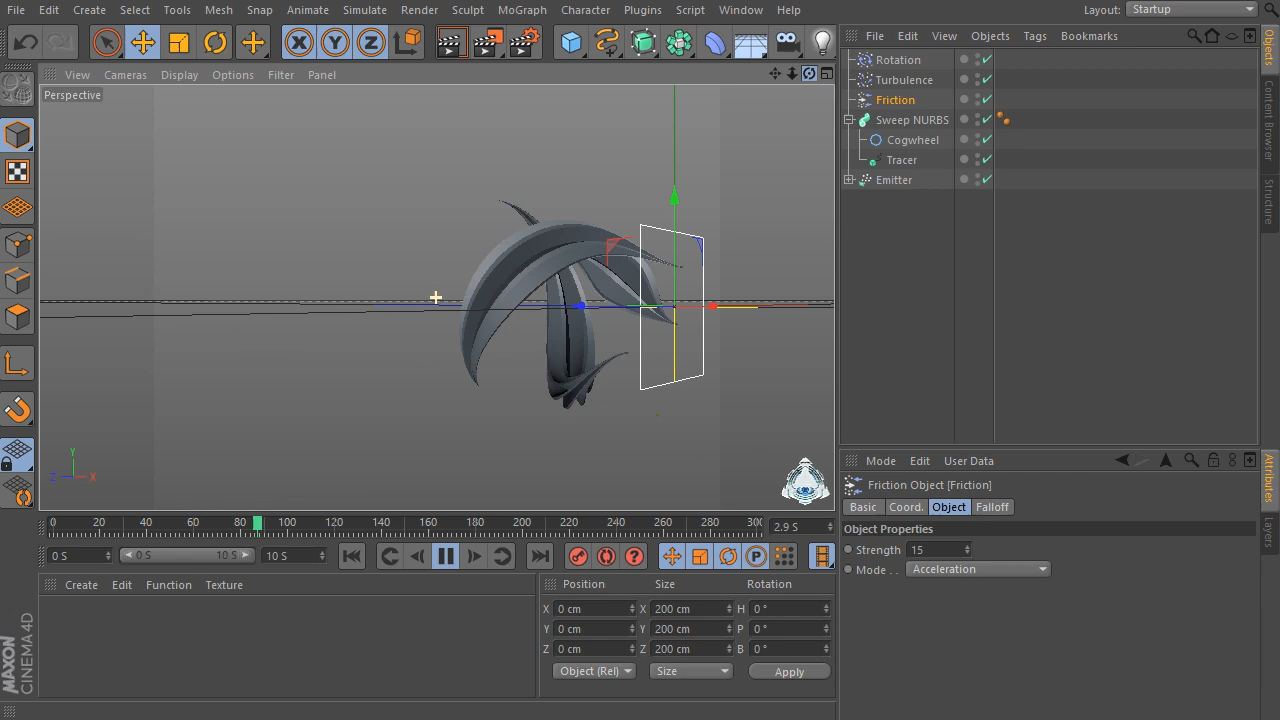 File Edit Create Select Tools Mesh Snap Animate Simulate Render Sculpt MoGraph Character Plugins Script Window Help Layout: Startup
X Y Z
File Edit View Objects Tags Bookmarks
View Cameras Display Options Filter Panel
Perspective
Rotation
Turbulence
Friction
Sweep NURBS
Cogwheel
Tracer
Emitter
Objects
Content Browser
Structure
Y
Z X
Mode Edit User Data
Friction Object [Friction]
Basic Coord. Object Falloff
Object Properties
Strength 15
Mode . . Acceleration
Attributes
Layers
0 20 40 60 80 100 120 140 160 180 200 220 240 260 280 300 2.9 S
0 S 0 S 10 S 10 S
P
Create Edit Function Texture
Position Size Rotation
X 0 cm X 200 cm H 0 °
Y 0 cm Y 200 cm P 0 °
Z 0 cm Z 200 cm B 0 °
Object (Rel) Size Apply
MAXON
CINEMA 4D